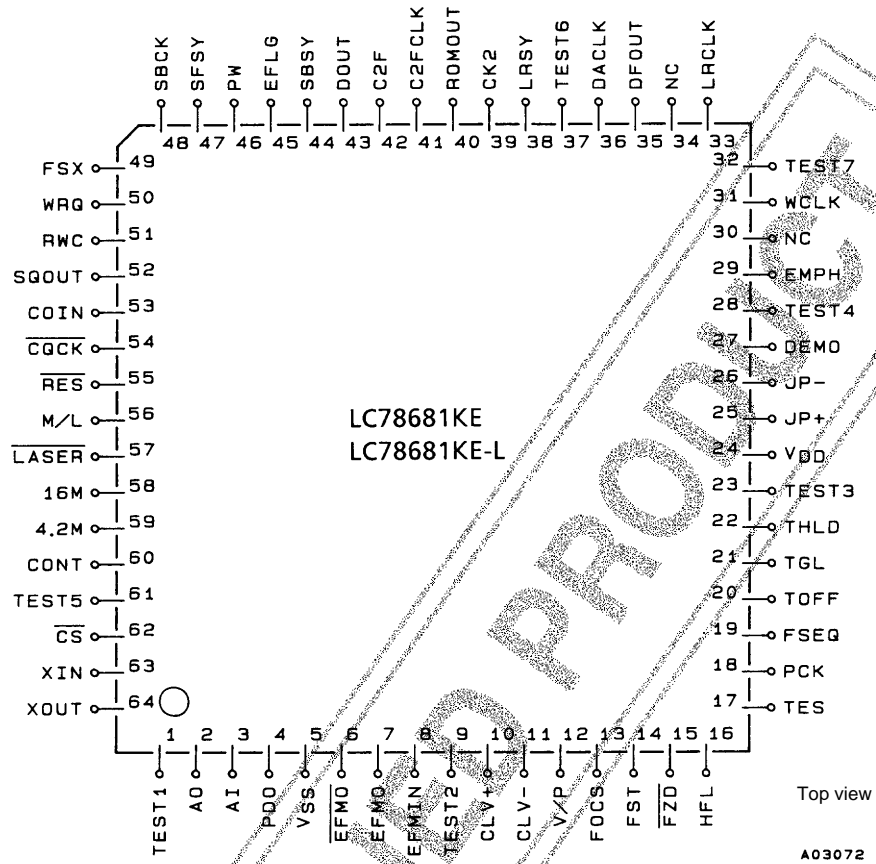 SBCK
SFSY
PW
EFLG
SBSY
DOUT
C2F
C2FCLK
ROMOUT
CK2
LRSY
TEST6
DACLK
DFOUT
NC
LRCLK
48 47 46 45 44 43 42 41 40 39 38 37 36 35 34 33
FSX 49
WRQ 50
RWC 51
SQOUT 52
COIN 53
CQCK 54
RES 55
M/L 56
LASER 57
16M 58
4.2M 59
CONT 60
TEST5 61
CS 62
XIN 63
XOUT 64
LC78681KE
LC78681KE-L
32 TEST7
31 WCLK
30 NC
29 EMPH
28 TEST4
27 DEMO
26 JP-
25 JP+
24 VDD
23 TEST3
22 THLD
21 TGL
20 TOFF
19 FSEQ
18 PCK
17 TES
1 2 3 4 5 6 7 8 9 10 11 12 13 14 15 16
TEST1
AO
AI
PDO
VSS
EFMO
EFMO
EFMIN
TEST2
CLV+
CLV-
V/P
FOCS
FST
FZD
HFL
ED PRODUCT
Top view
A03072